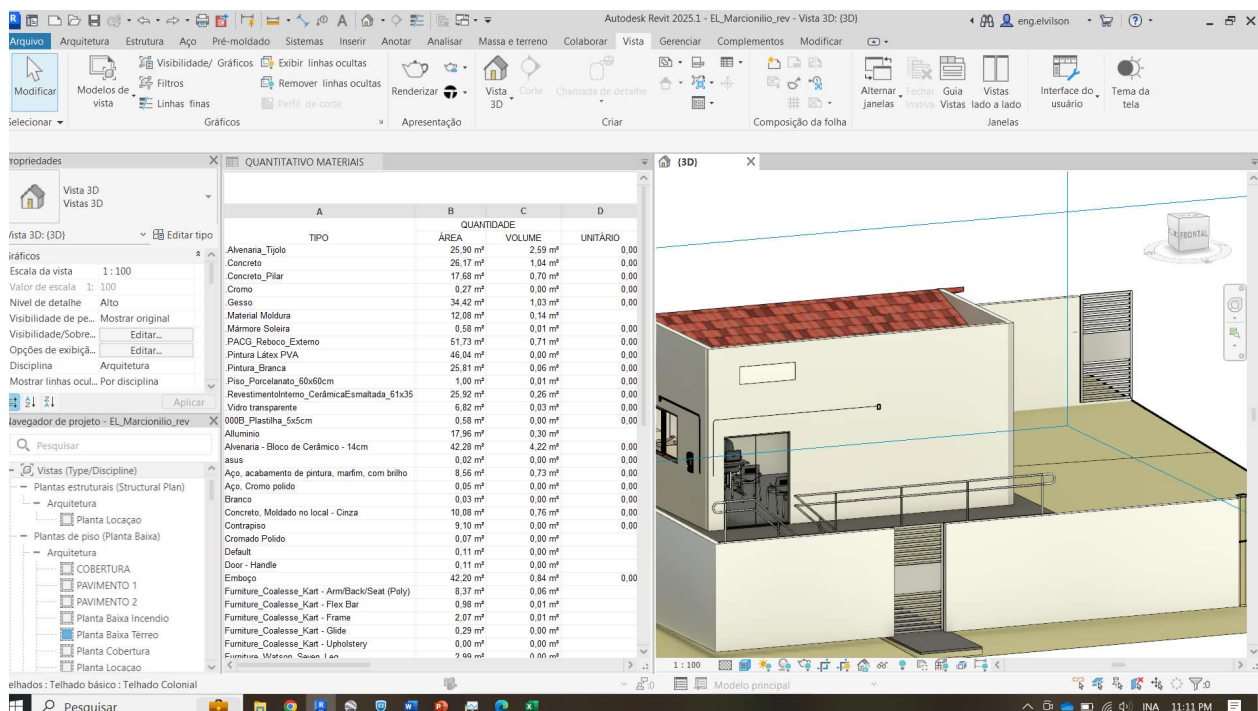 Autodesk Revit 2025.1 - EL_Marcionilio_rev - Vista 3D: {3D}
eng.elvilson
Arquivo Arquitetura Estrutura Aço Pré-moldado Sistemas Inserir Anotar Analisar Massa e terreno Colaborar Vista Gerenciar Complementos Modificar
Modificar
Modelos de vista
Visibilidade/ Gráficos
Filtros
Linhas finas
Exibir linhas ocultas
Remover linhas ocultas
Perfil de corte
Renderizar
Vista 3D
Corte
Chamada de detalhe
Alternar janelas
Fechar Inativa
Guia Vistas
Vistas lado a lado
Interface do usuário
Tema da tela
Selecionar
Gráficos
Apresentação
Criar
Composição da folha
Janelas
Propriedades
Vista 3D
Vistas 3D
Vista 3D: {3D}
Editar tipo
Gráficos
Escala da vista 1 : 100
Valor de escala 1: 100
Nível de detalhe Alto
Visibilidade de pe... Mostrar original
Visibilidade/Sobre... Editar...
Opções de exibiçã... Editar...
Disciplina Arquitetura
Mostrar linhas ocul... Por disciplina
Aplicar
Navegador de projeto - EL_Marcionilio_rev
Pesquisar
Vistas (Type/Discipline)
Plantas estruturais (Structural Plan)
Arquitetura
Planta Locaçao
Plantas de piso (Planta Baixa)
Arquitetura
COBERTURA
PAVIMENTO 1
PAVIMENTO 2
Planta Baixa Incendio
Planta Baixa Térreo
Planta Cobertura
Planta Locacao
QUANTITATIVO MATERIAIS
A B C D
QUANTIDADE
TIPO ÁREA VOLUME UNITÁRIO
.Alvenaria_Tijolo 25,90 m² 2,59 m³ 0,00
.Concreto 26,17 m² 1,04 m³ 0,00
.Concreto_Pilar 17,68 m² 0,70 m³ 0,00
.Cromo 0,27 m² 0,00 m³ 0,00
.Gesso 34,42 m² 1,03 m³ 0,00
.Material Moldura 12,08 m² 0,14 m³
.Mármore Soleira 0,58 m² 0,01 m³ 0,00
.PACG_Reboco_Externo 51,73 m² 0,71 m³ 0,00
.Pintura Látex PVA 46,04 m² 0,00 m³ 0,00
.Pintura_Branca 25,81 m² 0,06 m³ 0,00
.Piso_Porcelanato_60x60cm 1,00 m² 0,01 m³ 0,00
.RevestimentoInterno_CerâmicaEsmaltada_61x35 25,92 m² 0,26 m³ 0,00
.Vidro transparente 6,82 m² 0,03 m³ 0,00
000B_Plastilha_5x5cm 0,58 m² 0,00 m³ 0,00
Alluminio 17,96 m² 0,30 m³
Alvenaria - Bloco de Cerâmico - 14cm 42,28 m² 4,22 m³ 0,00
asus 0,02 m² 0,00 m³ 0,00
Aço, acabamento de pintura, marfim, com brilho 8,56 m² 0,73 m³ 0,00
Aço, Cromo polido 0,05 m² 0,00 m³ 0,00
Branco 0,03 m² 0,00 m³ 0,00
Concreto, Moldado no local - Cinza 10,08 m² 0,76 m³ 0,00
Contrapiso 9,10 m² 0,00 m³ 0,00
Cromado Polido 0,07 m² 0,00 m³
Default 0,11 m² 0,00 m³
Door - Handle 0,11 m² 0,00 m³
Emboço 42,20 m² 0,84 m³ 0,00
Furniture_Coalesse_Kart - Arm/Back/Seat (Poly) 8,37 m² 0,06 m³
Furniture_Coalesse_Kart - Flex Bar 0,98 m² 0,01 m³
Furniture_Coalesse_Kart - Frame 2,07 m² 0,01 m³
Furniture_Coalesse_Kart - Glide 0,29 m² 0,00 m³
Furniture_Coalesse_Kart - Upholstery 0,00 m² 0,00 m³
Furniture_Watson_Seven_Leg 2,99 m² 0,00 m³
{3D}
FRONTAL
1 : 100
Telhados : Telhado básico : Telhado Colonial
:0
Modelo principal
:0
Pesquisar
INA 11:11 PM